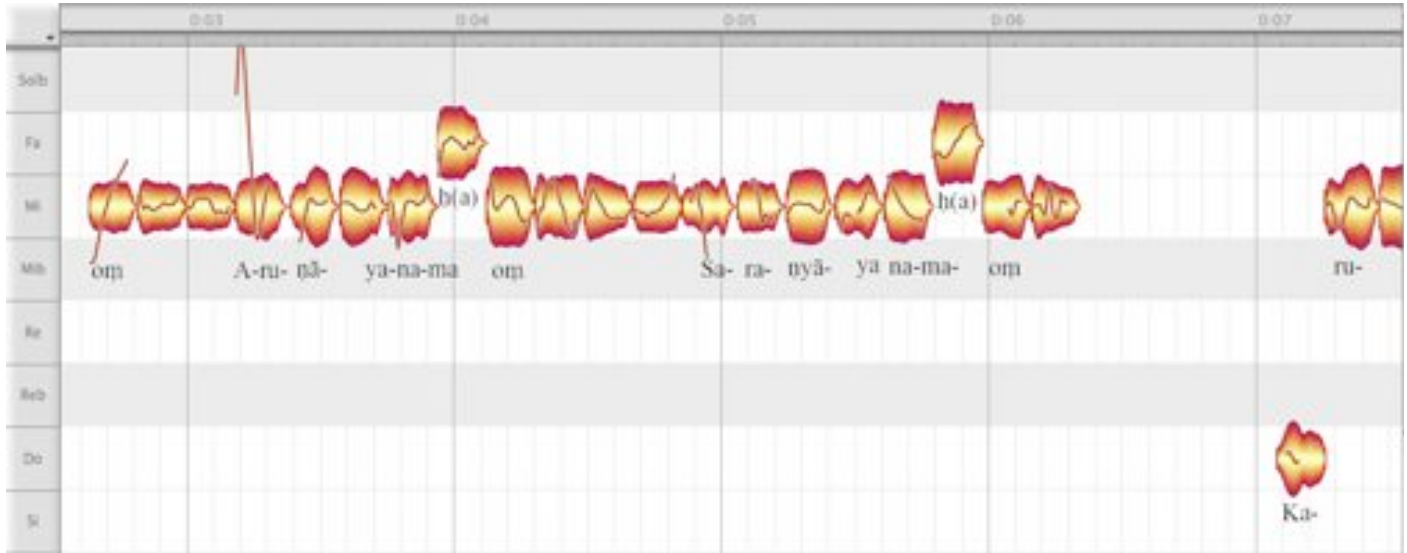 0:03 0:04 0:05 0:06 0:07
Solb
Fa
Mi
ḥ(a) ḥ(a)
Mib
oṃ A-ru- ṇā- ya-na-ma oṃ Sa- ra- nyā- ya na-ma- oṃ ru-
Re
Reb
Do
Si
Ka-